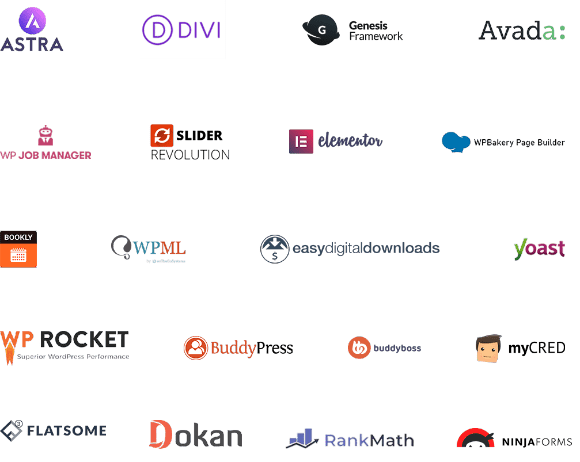 ASTRA
DIVI
Genesis
Framework
Avada:
WP JOB MANAGER
SLIDER
REVOLUTION
elementor
WPBakery Page Builder
BOOKLY
WPML
easydigitaldownloads
yoast
WP ROCKET
Superior WordPress Performance
BuddyPress
buddyboss
myCRED
FLATSOME
Dokan
RankMath
NINJAFORMS